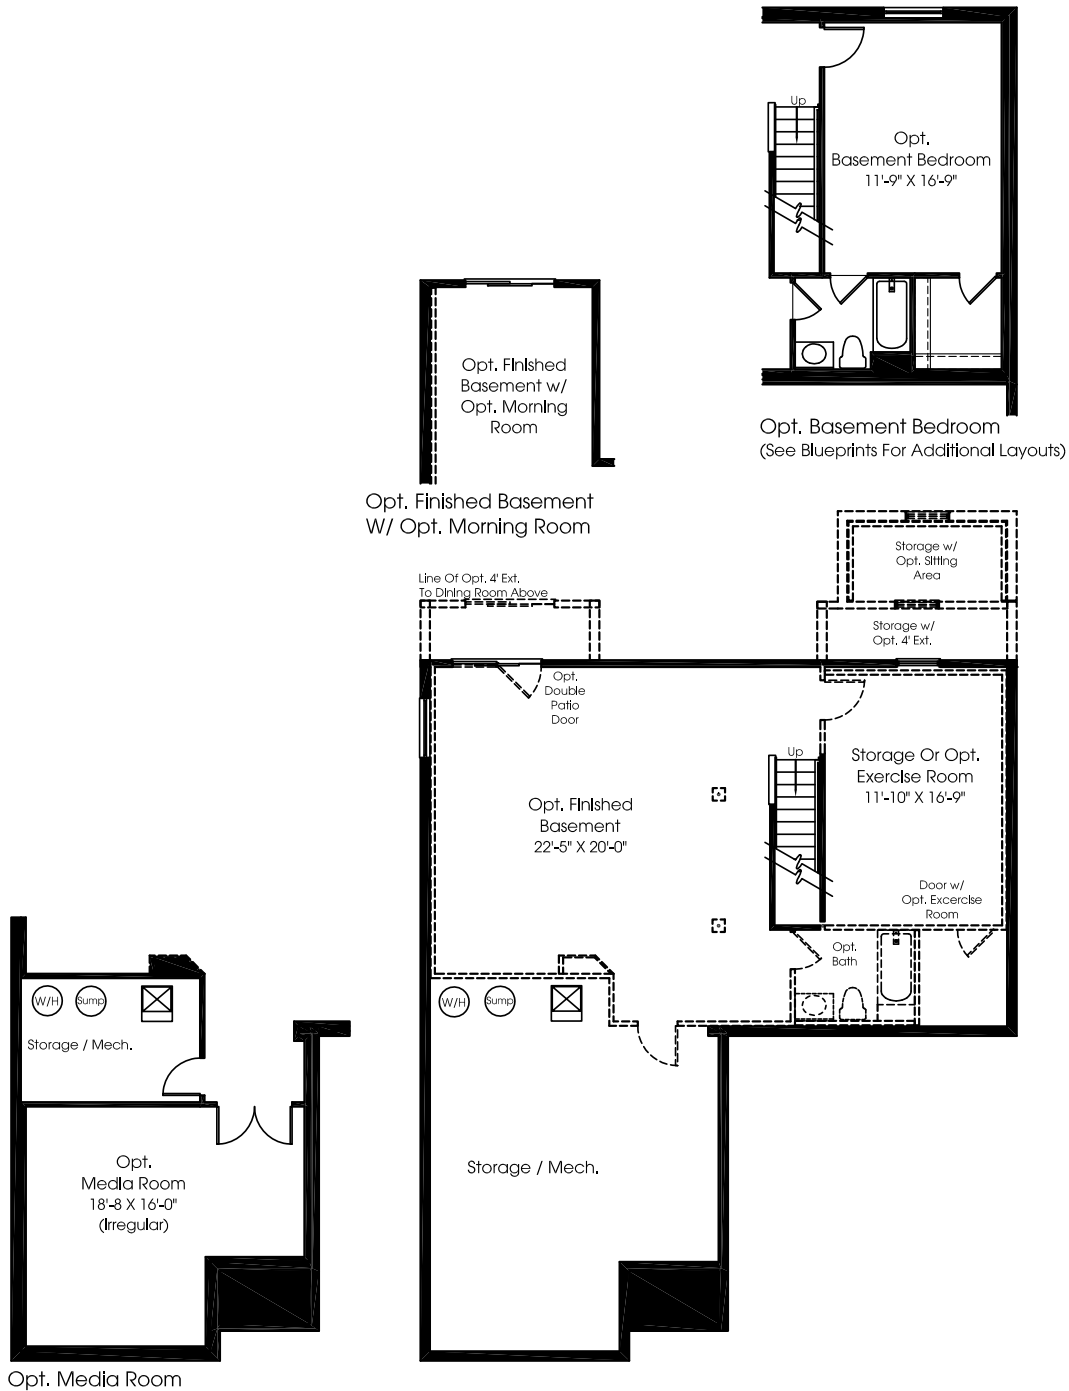 Up
Opt.
Basement Bedroom
11'-9" X 16'-9"
Opt. Basement Bedroom
(See Blueprints For Additional Layouts)
Opt. Finished
Basement w/
Opt. Morning
Room
Opt. Finished Basement
W/ Opt. Morning Room
Storage w/
Opt. Sitting
Area
Line Of Opt. 4' Ext.
To Dining Room Above
Storage w/
Opt. 4' Ext.
Opt.
Double
Patio
Door
Up
Storage Or Opt.
Exercise Room
11'-10" X 16'-9"
Opt. Finished
Basement
22'-5" X 20'-0"
Door w/
Opt. Excercise
Room
Opt.
Bath
W/H
Sump
Storage / Mech.
W/H
Sump
Storage / Mech.
Opt.
Media Room
18'-8 X 16'-0"
(Irregular)
Opt. Media Room